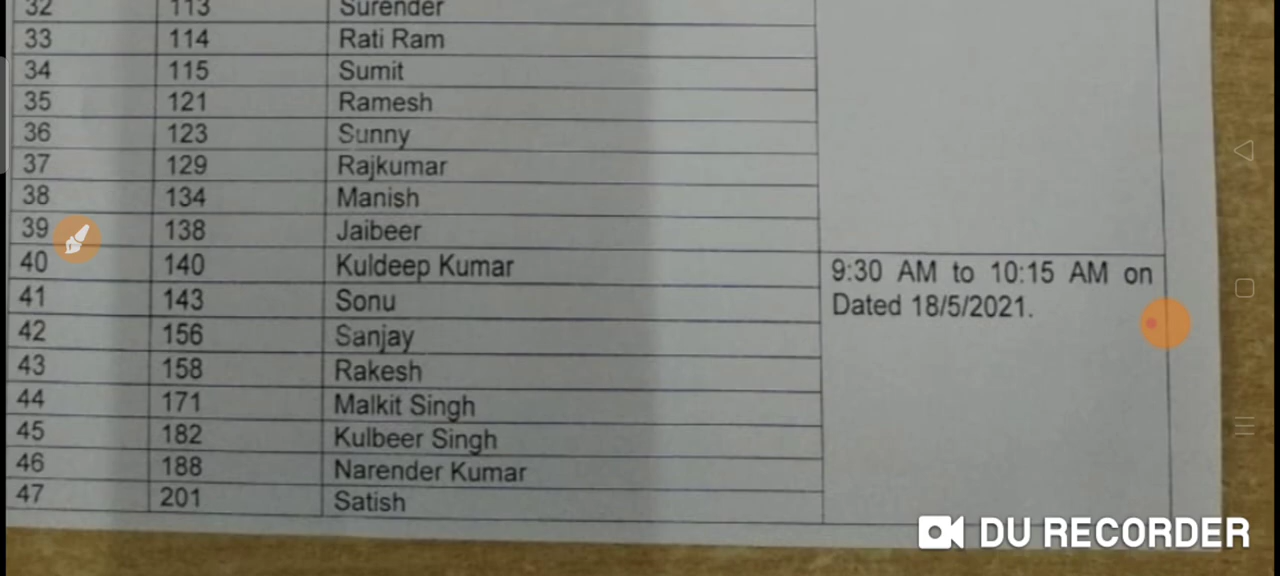 32 113 Surender
33 114 Rati Ram
34 115 Sumit
35 121 Ramesh
36 123 Sunny
37 129 Rajkumar
38 134 Manish
39 138 Jaibeer
40 140 Kuldeep Kumar 9:30 AM to 10:15 AM on
41 143 Sonu Dated 18/5/2021.
42 156 Sanjay
43 158 Rakesh
44 171 Malkit Singh
45 182 Kulbeer Singh
46 188 Narender Kumar
47 201 Satish
DU RECORDER